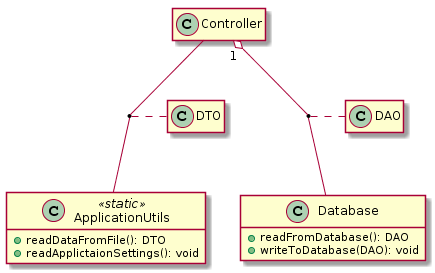 C Controller
1
C DTO
C DAO
«static»
C ApplicationUtils
readDataFromFile(): DTO
readApplictaionSettings(): void
C Database
readFromDatabase(): DAO
writeToDatabase(DAO): void